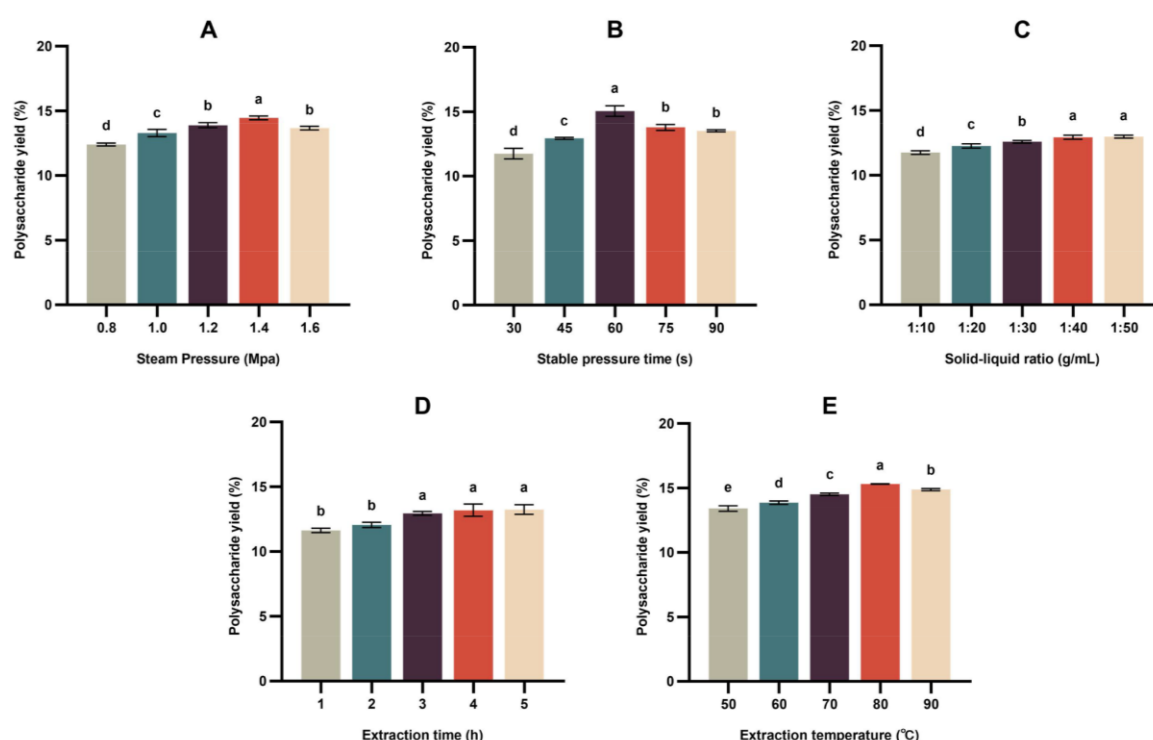 A
Polysaccharide yield (%)
20
15
10
5
0
d
c
b
a
b
0.8 1.0 1.2 1.4 1.6
Steam Pressure (Mpa)
B
Polysaccharide yield (%)
20
15
10
5
0
d
c
a
b
b
30 45 60 75 90
Stable pressure time (s)
C
Polysaccharide yield (%)
20
15
10
5
0
d
c
b
a
a
1:10 1:20 1:30 1:40 1:50
Solid-liquid ratio (g/mL)
D
Polysaccharide yield (%)
20
15
10
5
0
b
b
a
a
a
1 2 3 4 5
Extraction time (h)
E
Polysaccharide yield (%)
20
15
10
5
0
e
d
c
a
b
50 60 70 80 90
Extraction temperature (℃)